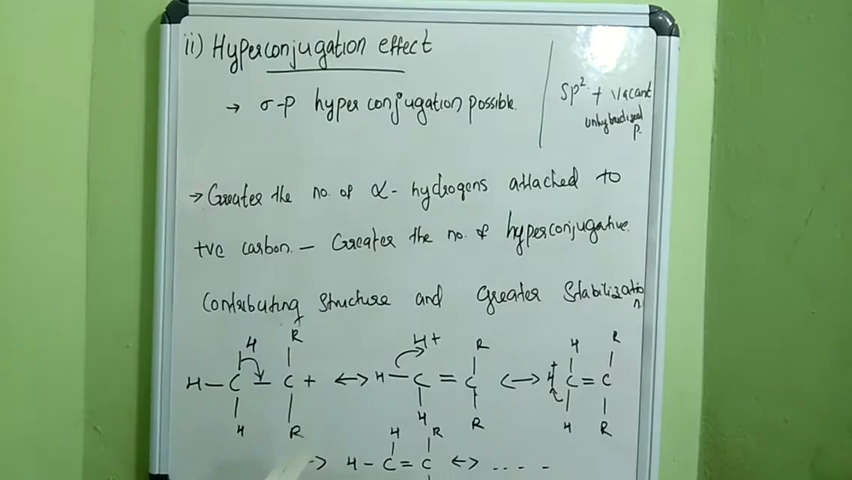 ii) Hyperconjugation effect
→ σ-p hyperconjugation possible.
sp² + vacant
unhybridised
p.
→ Greater the no. of α- hydrogens attached to
+ve carbon. — Greater the no. of hyperconjugative
contributing structure and greater stabilization
H R H+ R H R
H - C - C + ↔ H - C = C ↔ H+ C = C
H R H R H R
H R
→ H - C = C ↔ .... -